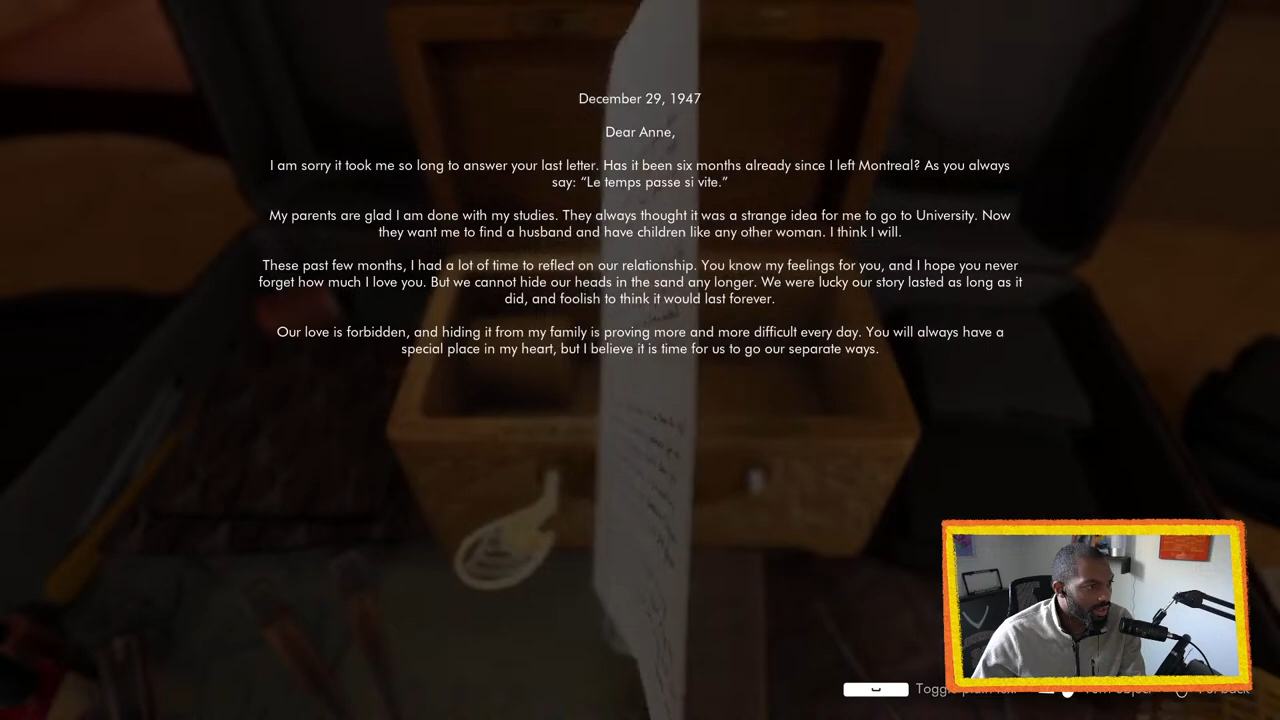 December 29, 1947
Dear Anne,
I am sorry it took me so long to answer your last letter. Has it been six months already since I left Montreal? As you always
say: “Le temps passe si vite.”
My parents are glad I am done with my studies. They always thought it was a strange idea for me to go to University. Now
they want me to find a husband and have children like any other woman. I think I will.
These past few months, I had a lot of time to reflect on our relationship. You know my feelings for you, and I hope you never
forget how much I love you. But we cannot hide our heads in the sand any longer. We were lucky our story lasted as long as it
did, and foolish to think it would last forever.
Our love is forbidden, and hiding it from my family is proving more and more difficult every day. You will always have a
special place in my heart, but I believe it is time for us to go our separate ways.